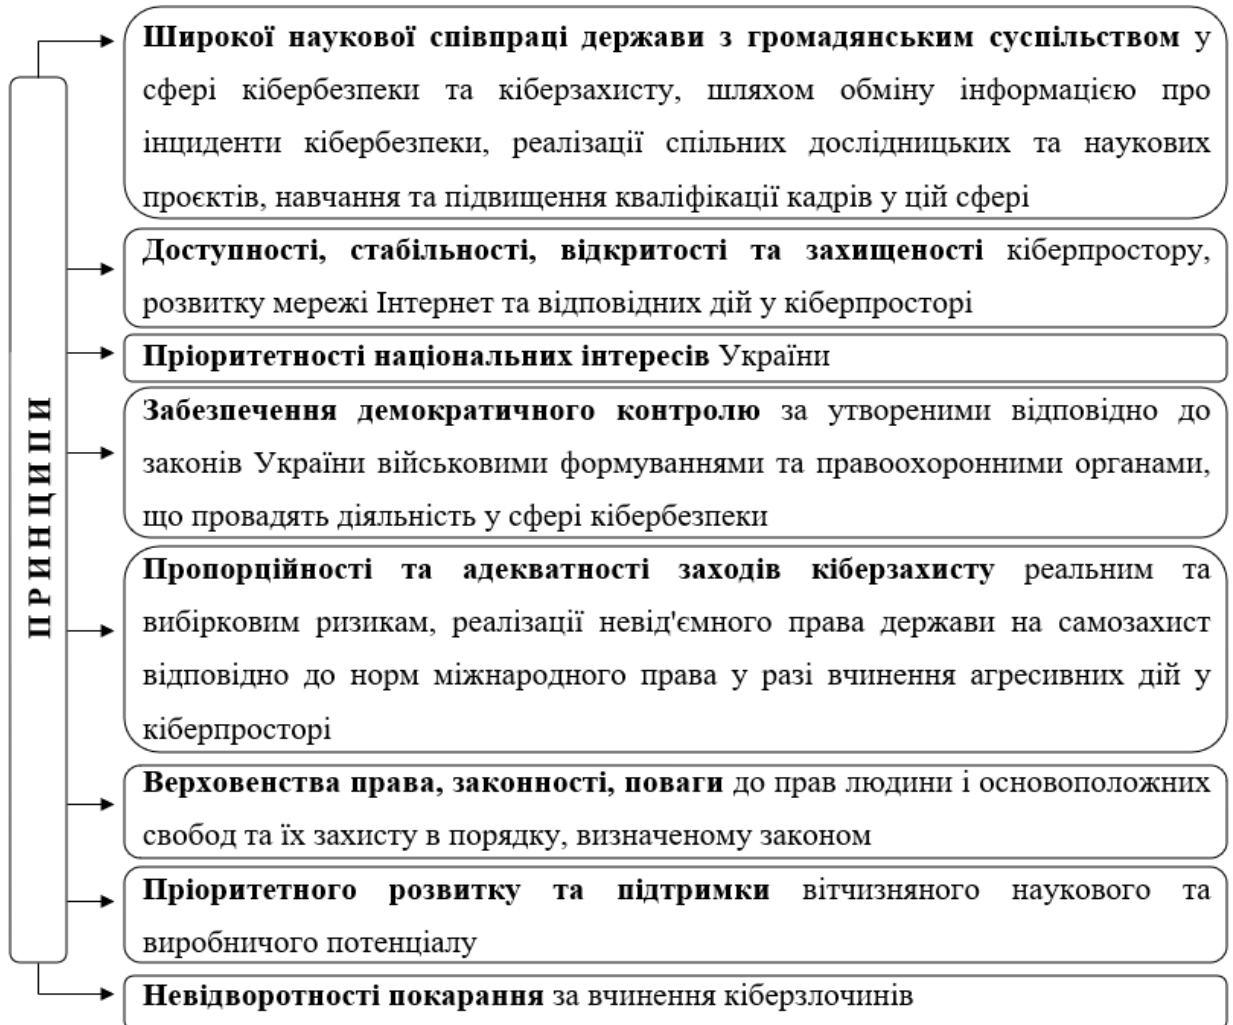 ПРИНЦИПИ
Широкої наукової співпраці держави з громадянським суспільством у
сфері кібербезпеки та кіберзахисту, шляхом обміну інформацією про
інциденти кібербезпеки, реалізації спільних дослідницьких та наукових
проєктів, навчання та підвищення кваліфікації кадрів у цій сфері
Доступності, стабільності, відкритості та захищеності кіберпростору,
розвитку мережі Інтернет та відповідних дій у кіберпросторі
Пріоритетності національних інтересів України
Забезпечення демократичного контролю за утвореними відповідно до
законів України військовими формуваннями та правоохоронними органами,
що провадять діяльність у сфері кібербезпеки
Пропорційності та адекватності заходів кіберзахисту реальним та
вибірковим ризикам, реалізації невід'ємного права держави на самозахист
відповідно до норм міжнародного права у разі вчинення агресивних дій у
кіберпросторі
Верховенства права, законності, поваги до прав людини і основоположних
свобод та їх захисту в порядку, визначеному законом
Пріоритетного розвитку та підтримки вітчизняного наукового та
виробничого потенціалу
Невідворотності покарання за вчинення кіберзлочинів